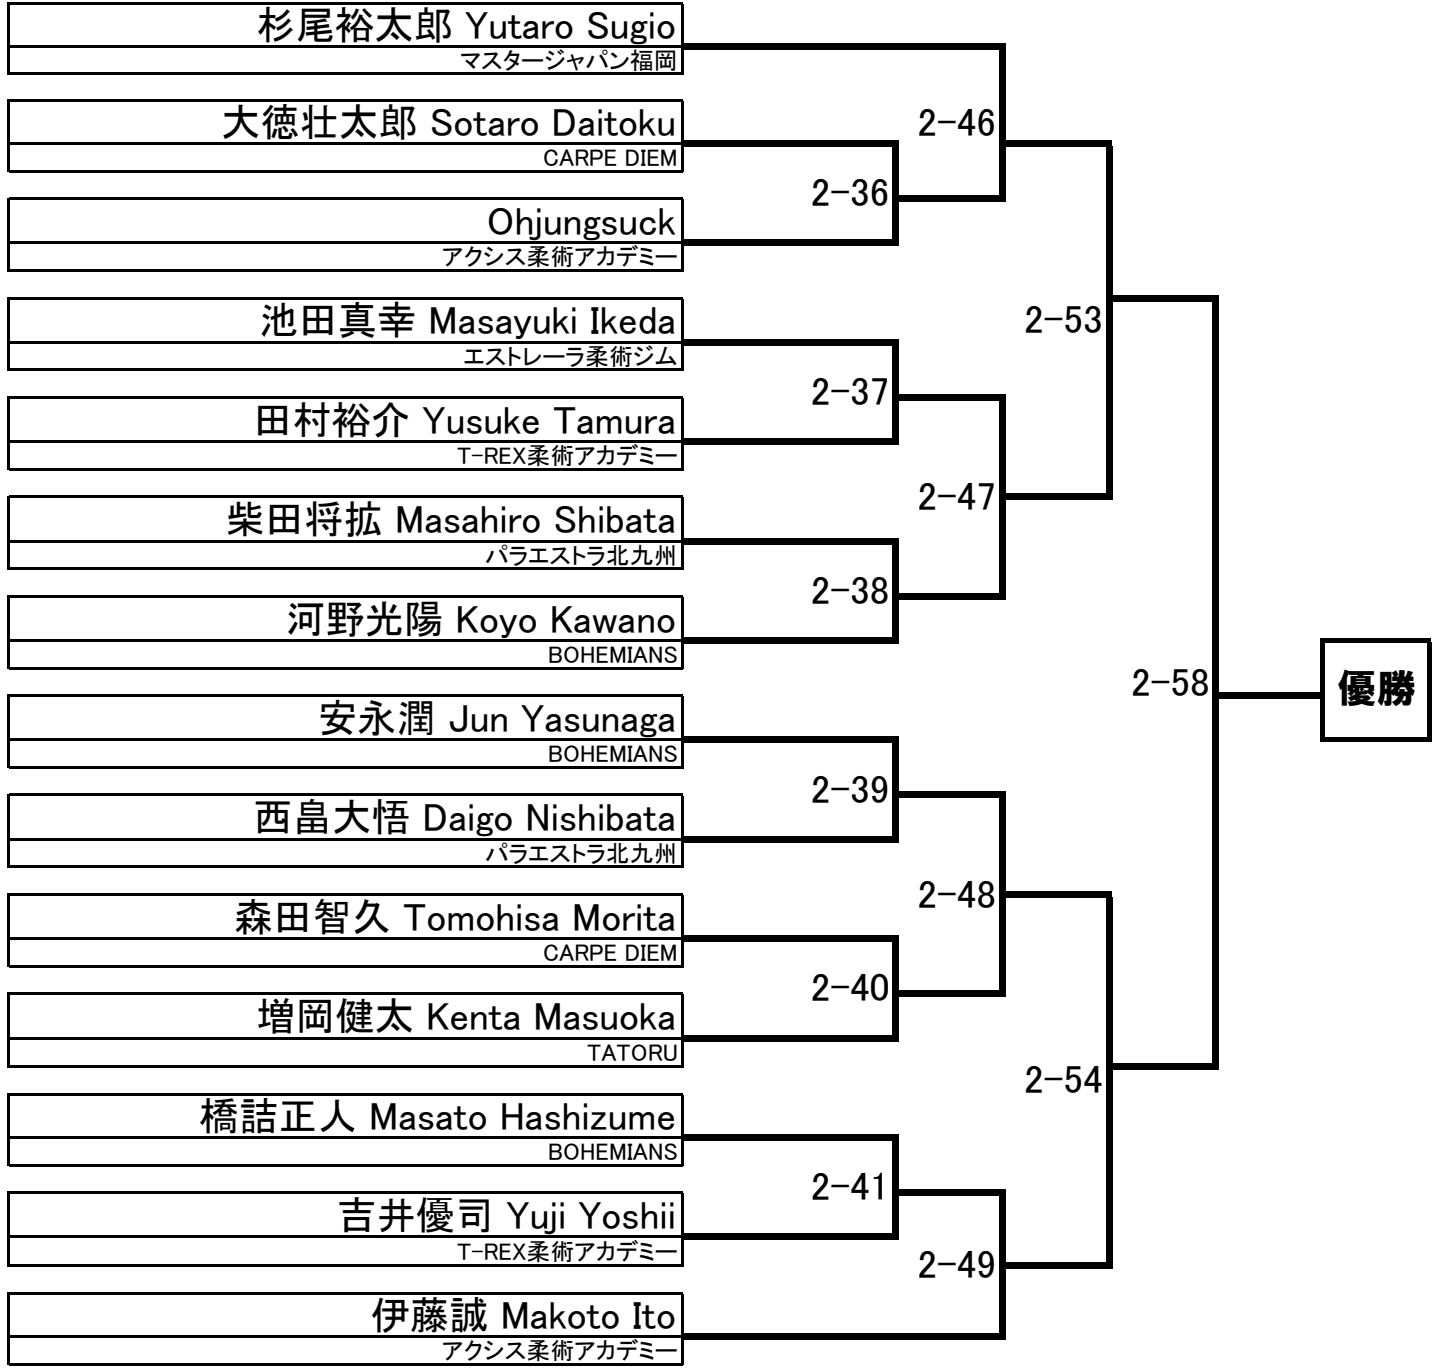 杉尾裕太郎 Yutaro Sugio
マスタージャパン福岡
大徳壮太郎 Sotaro Daitoku
CARPE DIEM
Ohjungsuck
アクシス柔術アカデミー
池田真幸 Masayuki Ikeda
エストレーラ柔術ジム
田村裕介 Yusuke Tamura
T-REX柔術アカデミー
柴田将拡 Masahiro Shibata
パラエストラ北九州
河野光陽 Koyo Kawano
BOHEMIANS
安永潤 Jun Yasunaga
BOHEMIANS
西畠大悟 Daigo Nishibata
パラエストラ北九州
森田智久 Tomohisa Morita
CARPE DIEM
増岡健太 Kenta Masuoka
TATORU
橋詰正人 Masato Hashizume
BOHEMIANS
吉井優司 Yuji Yoshii
T-REX柔術アカデミー
伊藤誠 Makoto Ito
アクシス柔術アカデミー
2-36
2-37
2-38
2-39
2-40
2-41
2-46
2-47
2-48
2-49
2-53
2-54
2-58
優勝